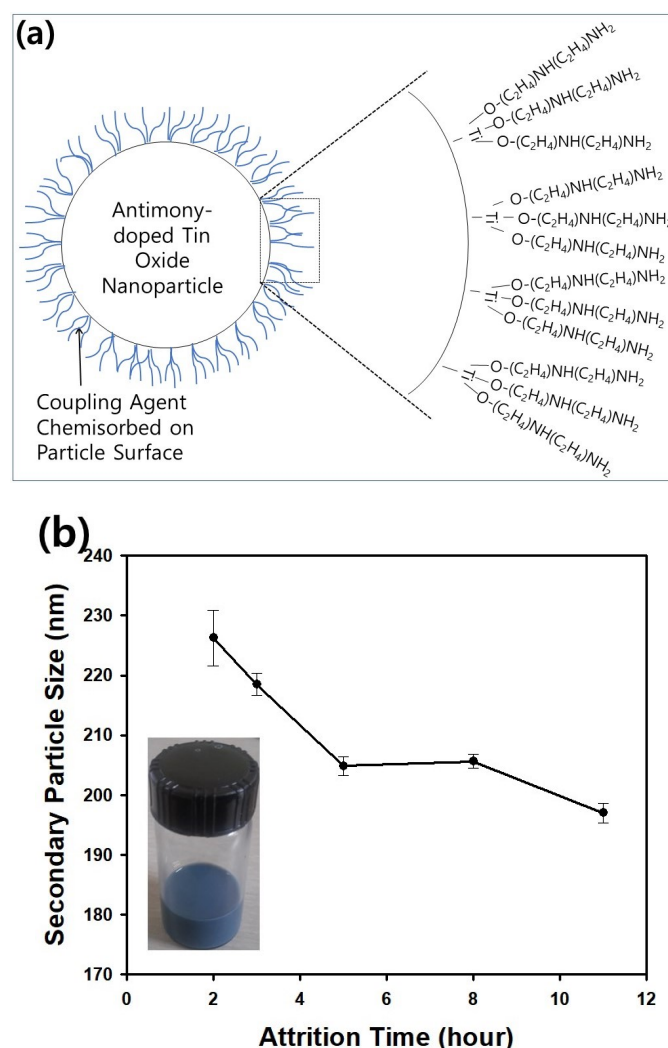 (a)
Antimony-
doped Tin
Oxide
Nanoparticle
Coupling Agent
Chemisorbed on
Particle Surface
Ti
O-(C₂H₄)NH(C₂H₄)NH₂
O-(C₂H₄)NH(C₂H₄)NH₂
O-(C₂H₄)NH(C₂H₄)NH₂
Ti
O-(C₂H₄)NH(C₂H₄)NH₂
O-(C₂H₄)NH(C₂H₄)NH₂
O-(C₂H₄)NH(C₂H₄)NH₂
Ti
O-(C₂H₄)NH(C₂H₄)NH₂
O-(C₂H₄)NH(C₂H₄)NH₂
O-(C₂H₄)NH(C₂H₄)NH₂
Ti
O-(C₂H₄)NH(C₂H₄)NH₂
O-(C₂H₄)NH(C₂H₄)NH₂
O-(C₂H₄)NH(C₂H₄)NH₂
(b)
Secondary Particle Size (nm)
240
230
220
210
200
190
180
170
0 2 4 6 8 10 12
Attrition Time (hour)